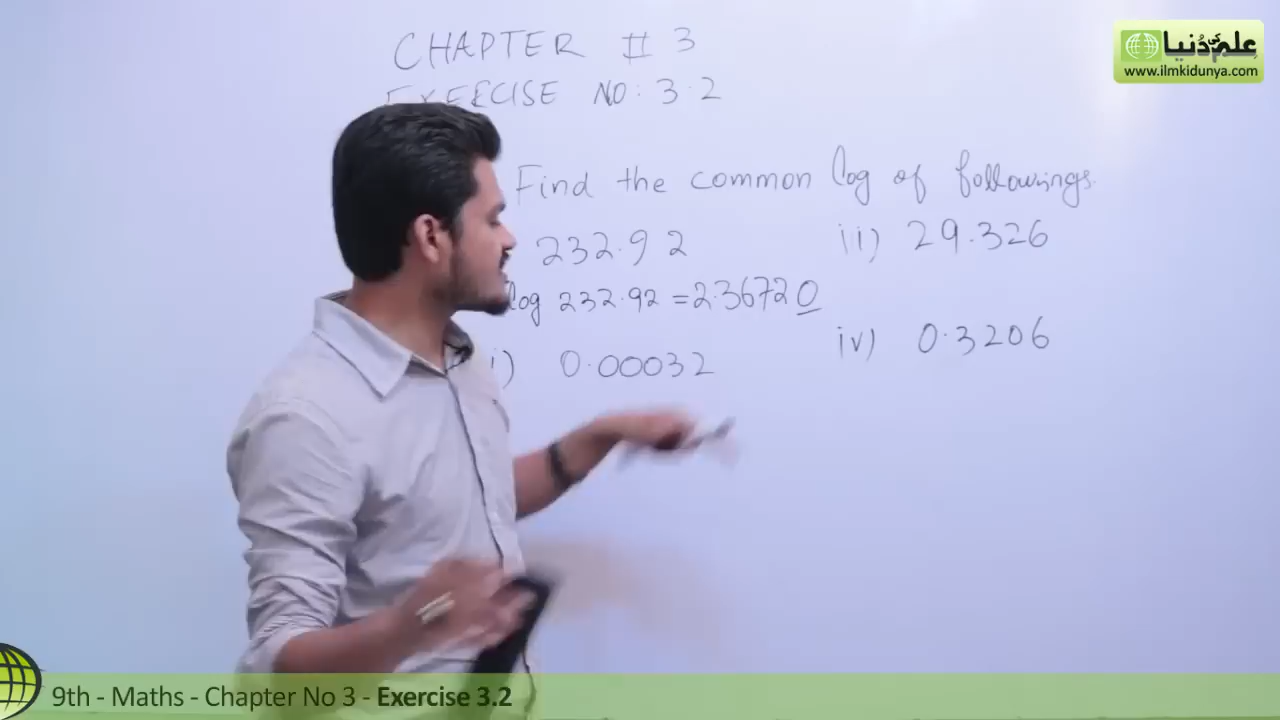 CHAPTER # 3
EXERCISE NO: 3.2
Find the common log of followings.
232.92
ii) 29.326
log 232.92 = 2.36720
i) 0.00032
iv) 0.3206
علم کی دُنیا
www.ilmkidunya.com
9th - Maths - Chapter No 3 - Exercise 3.2